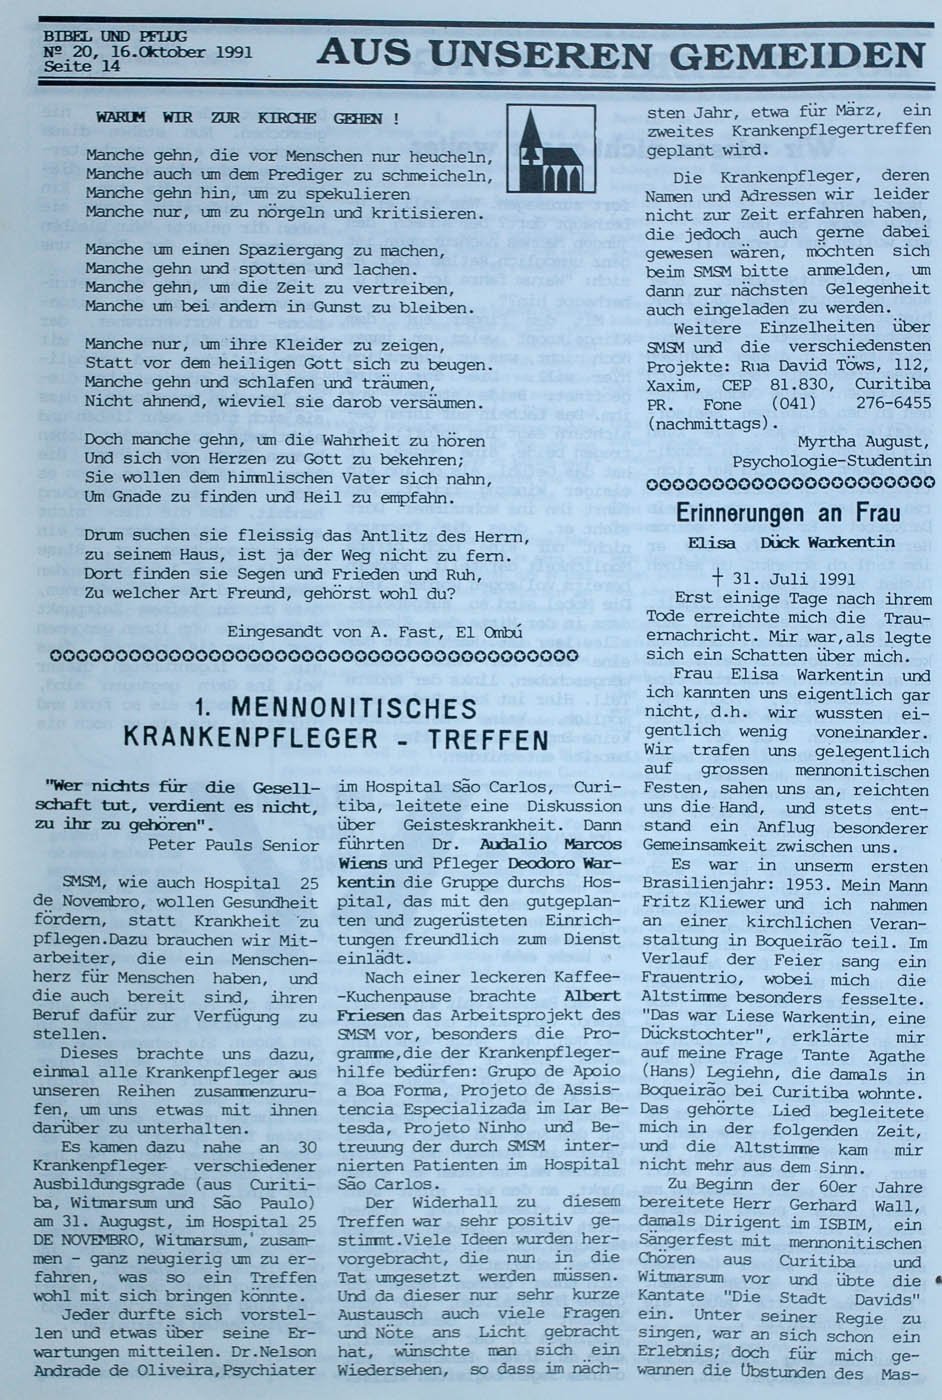 BIBEL UND PFLUG
Nº 20, 16.Oktober 1991
Seite 14
AUS UNSEREN GEMEIDEN
WARUM WIR ZUR KIRCHE GEHEN !
Manche gehn, die vor Menschen nur heucheln,
Manche auch um dem Prediger zu schmeicheln,
Manche gehn hin, um zu spekulieren
Manche nur, um zu nörgeln und kritisieren.
Manche um einen Spaziergang zu machen,
Manche gehn und spotten und lachen.
Manche gehn, um die Zeit zu vertreiben,
Manche um bei andern in Gunst zu bleiben.
Manche nur, um ihre Kleider zu zeigen,
Statt vor dem heiligen Gott sich zu beugen.
Manche gehn und schlafen und träumen,
Nicht ahnend, wieviel sie darob versäumen.
Doch manche gehn, um die Wahrheit zu hören
Und sich von Herzen zu Gott zu bekehren;
Sie wollen dem himmlischen Vater sich nahn,
Um Gnade zu finden und Heil zu empfahn.
Drum suchen sie fleissig das Antlitz des Herrn,
zu seinem Haus, ist ja der Weg nicht zu fern.
Dort finden sie Segen und Frieden und Ruh,
Zu welcher Art Freund, gehörst wohl du?
Eingesandt von A. Fast, El Ombú
1. MENNONITISCHES
KRANKENPFLEGER - TREFFEN
"Wer nichts für die Gesell-
schaft tut, verdient es nicht,
zu ihr zu gehören".
Peter Pauls Senior
SMSM, wie auch Hospital 25
de Novembro, wollen Gesundheit
fördern, statt Krankheit zu
pflegen.Dazu brauchen wir Mit-
arbeiter, die ein Menschen-
herz für Menschen haben, und
die auch bereit sind, ihren
Beruf dafür zur Verfügung zu
stellen.
Dieses brachte uns dazu,
einmal alle Krankenpfleger aus
unseren Reihen zusammenzuru-
fen, um uns etwas mit ihnen
darüber zu unterhalten.
Es kamen dazu nahe an 30
Krankenpfleger verschiedener
Ausbildungsgrade (aus Curiti-
ba, Witmarsum und São Paulo)
am 31. Augugst, im Hospital 25
DE NOVEMBRO, Witmarsum, zusam-
men - ganz neugierig um zu er-
fahren, was so ein Treffen
wohl mit sich bringen könnte.
Jeder durfte sich vorstel-
len und etwas über seine Er-
wartungen mitteilen. Dr.Nelson
Andrade de Oliveira,Psychiater
im Hospital São Carlos, Curi-
tiba, leitete eine Diskussion
über Geisteskrankheit. Dann
führten Dr. Audalio Marcos
Wiens und Pfleger Deodoro War-
kentin die Gruppe durchs Hos-
pital, das mit den gutgeplan-
ten und zugerüsteten Einrich-
tungen freundlich zum Dienst
einlädt.
Nach einer leckeren Kaffee-
-Kuchenpause brachte Albert
Friesen das Arbeitsprojekt des
SMSM vor, besonders die Pro-
gramme,die der Krankenpfleger-
hilfe bedürfen: Grupo de Apoio
a Boa Forma, Projeto de Assis-
tencia Especializada im Lar Be-
tesda, Projeto Ninho und Be-
treuung der durch SMSM inter-
nierten Patienten im Hospital
São Carlos.
Der Widerhall zu diesem
Treffen war sehr positiv ge-
stimmt.Viele Ideen wurden her-
vorgebracht, die nun in die
Tat umgesetzt werden müssen.
Und da dieser nur sehr kurze
Austausch auch viele Fragen
und Nöte ans Licht gebracht
hat, wünschte man sich ein
Wiedersehen, so dass im näch-
sten Jahr, etwa für März, ein
zweites Krankenpflegertreffen
geplant wird.
Die Krankenpfleger, deren
Namen und Adressen wir leider
nicht zur Zeit erfahren haben,
die jedoch auch gerne dabei
gewesen wären, möchten sich
beim SMSM bitte anmelden, um
dann zur nächsten Gelegenheit
auch eingeladen zu werden.
Weitere Einzelheiten über
SMSM und die verschiedensten
Projekte: Rua David Töws, 112,
Xaxim, CEP 81.830, Curitiba
PR. Fone (041) 276-6455
(nachmittags).
Myrtha August,
Psychologie-Studentin
Erinnerungen an Frau
Elisa Dück Warkentin
† 31. Juli 1991
Erst einige Tage nach ihrem
Tode erreichte mich die Trau-
ernachricht. Mir war,als legte
sich ein Schatten über mich.
Frau Elisa Warkentin und
ich kannten uns eigentlich gar
nicht, d.h. wir wussten ei-
gentlich wenig voneinander.
Wir trafen uns gelegentlich
auf grossen mennonitischen
Festen, sahen uns an, reichten
uns die Hand, und stets ent-
stand ein Anflug besonderer
Gemeinsamkeit zwischen uns.
Es war in unserm ersten
Brasilienjahr: 1953. Mein Mann
Fritz Kliewer und ich nahmen
an einer kirchlichen Veran-
staltung in Boqueirão teil. Im
Verlauf der Feier sang ein
Frauentrio, wobei mich die
Altstimme besonders fesselte.
"Das war Liese Warkentin, eine
Dückstochter", erklärte mir
auf meine Frage Tante Agathe
(Hans) Legiehn, die damals in
Boqueirão bei Curitiba wohnte.
Das gehörte Lied begleitete
mich in der folgenden Zeit,
und die Altstimme kam mir
nicht mehr aus dem Sinn.
Zu Beginn der 60er Jahre
bereitete Herr Gerhard Wall,
damals Dirigent im ISBIM, ein
Sängerfest mit mennonitischen
Chören aus Curitiba und
Witmarsum vor und übte die
Kantate "Die Stadt Davids"
ein. Unter seiner Regie zu
singen, war an sich schon ein
Erlebnis; doch für mich ge-
wannen die Übstunden des Mas-